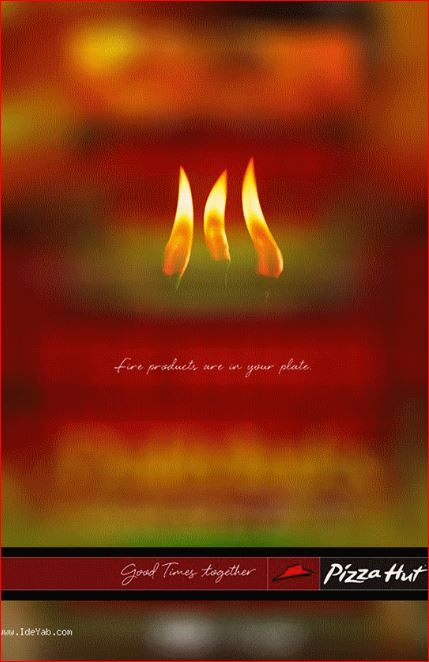 Fire products are in your plate.
Good Times together
Pizza Hut
www.IdeYab.com